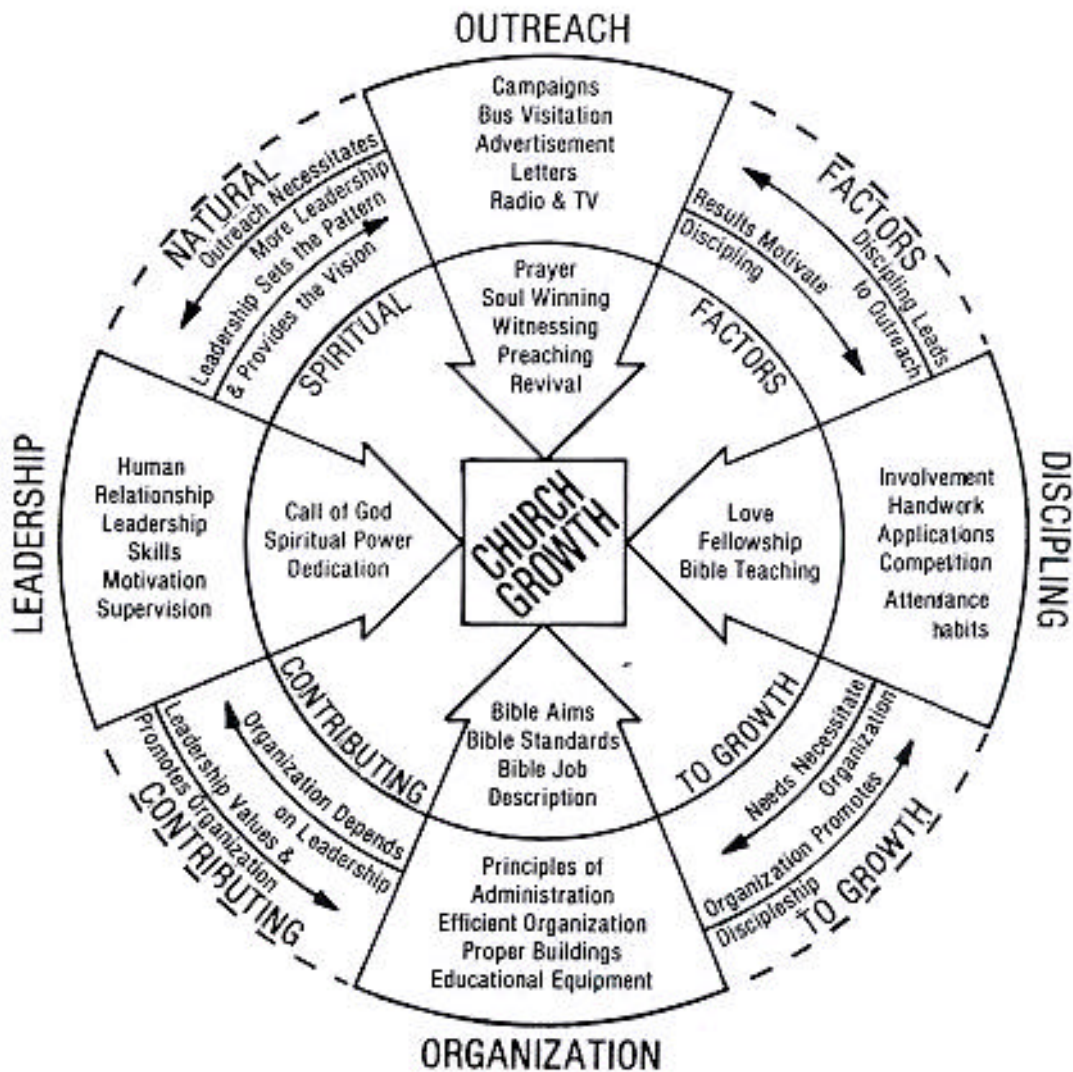 OUTREACH
Campaigns
Bus Visitation
Advertisement
Letters
Radio & TV
Prayer
Soul Winning
Witnessing
Preaching
Revival
NATURAL
Outreach Necessitates
More Leadership
Leadership Sets the Pattern
& Provides the Vision
SPIRITUAL
FACTORS
Results Motivate
Discipling
FACTORS
Discipling Leads
to Outreach
LEADERSHIP
Human
Relationship
Leadership
Skills
Motivation
Supervision
Call of God
Spiritual Power
Dedication
CHURCH
GROWTH
Love
Fellowship
Bible Teaching
Involvement
Handwork
Applications
Competition
Attendance
habits
DISCIPLING
CONTRIBUTING
Organization Depends
on Leadership
Leadership Values &
Promotes Organization
CONTRIBUTING
Bible Aims
Bible Standards
Bible Job
Description
TO GROWTH
Needs Necessitate
Organization
Organization Promotes
Discipleship
TO GROWTH
Principles of
Administration
Efficient Organization
Proper Buildings
Educational Equipment
ORGANIZATION